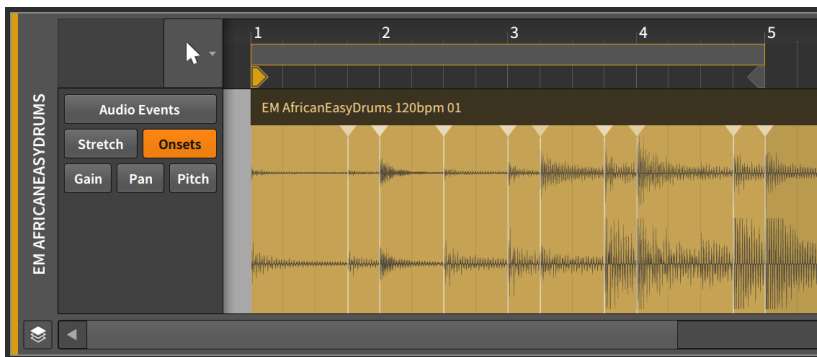 1 2 3 4 5
EM AFRICANEASYDRUMS
Audio Events
Stretch Onsets
Gain Pan Pitch
EM AfricanEasyDrums 120bpm 01